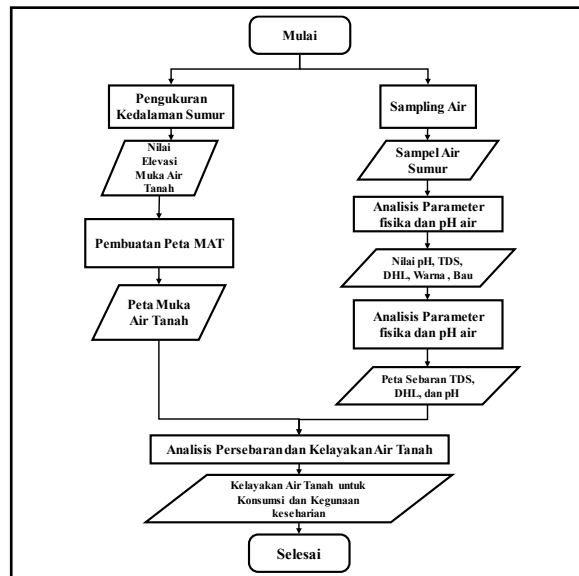 Mulai
Pengukuran
Kedalaman Sumur
Nilai
Elevasi
Muka Air
Tanah
Pembuatan Peta MAT
Peta Muka
Air Tanah
Sampling Air
Sampel Air
Sumur
Analisis Parameter
fisika dan pH air
Nilai pH, TDS,
DHL, Warna , Bau
Analisis Parameter
fisika dan pH air
Peta Sebaran TDS,
DHL, dan pH
Analisis Persebaran dan Kelayakan Air Tanah
Kelayakan Air Tanah untuk
Konsumsi dan Kegunaan
keseharian
Selesai